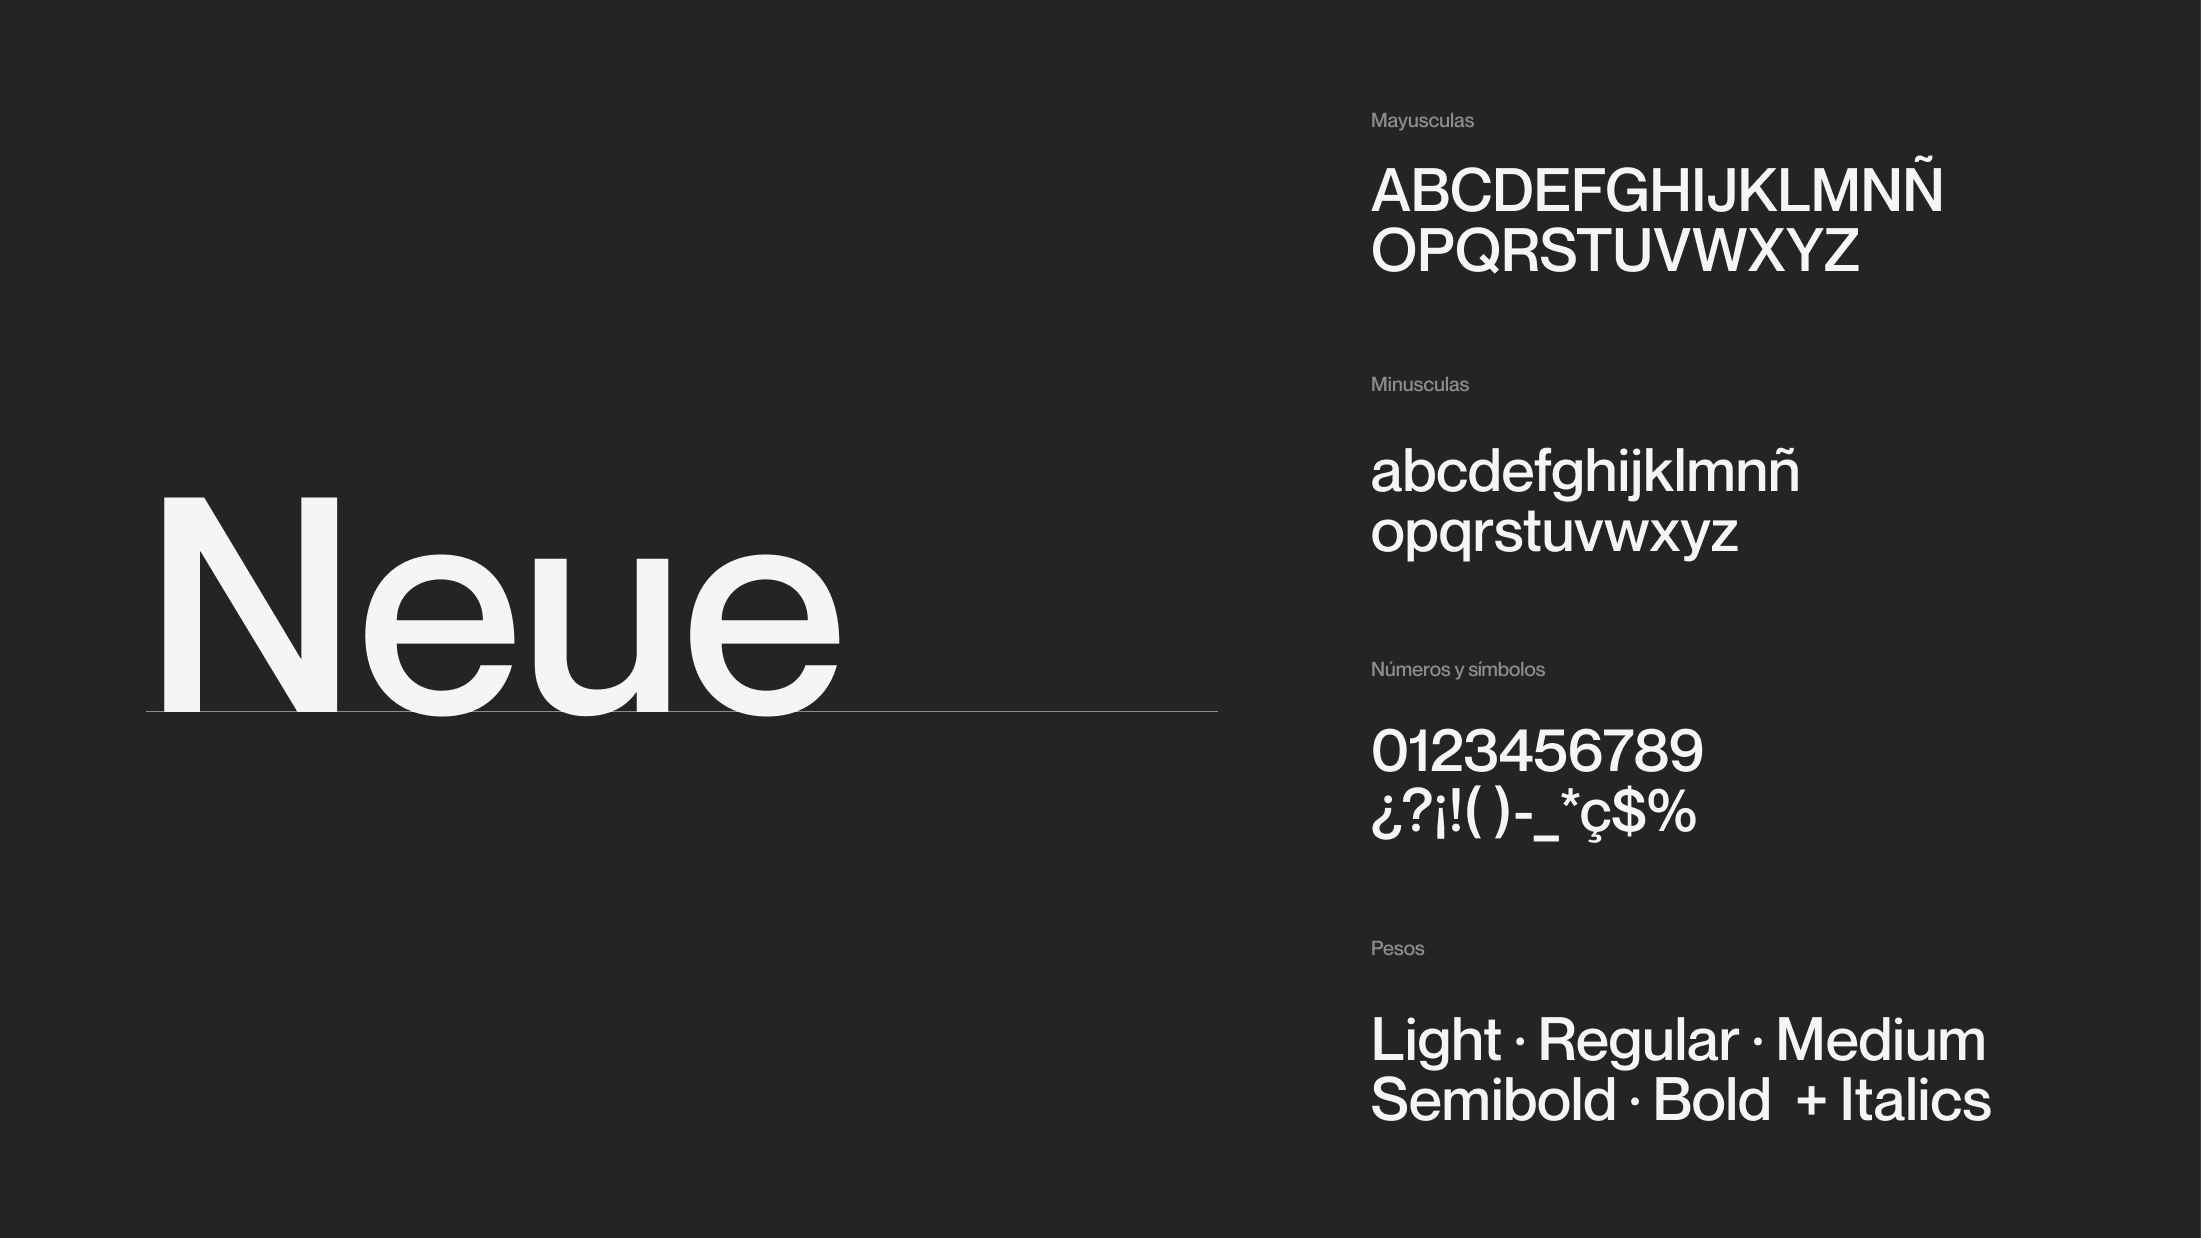 Neue
Mayusculas
ABCDEFGHIJKLMNÑ
OPQRSTUVWXYZ
Minusculas
abcdefghijklmnñ
opqrstuvwxyz
Números y símbolos
0123456789
¿?¡!( )-_*ç$%
Pesos
Light · Regular · Medium
Semibold · Bold + Italics